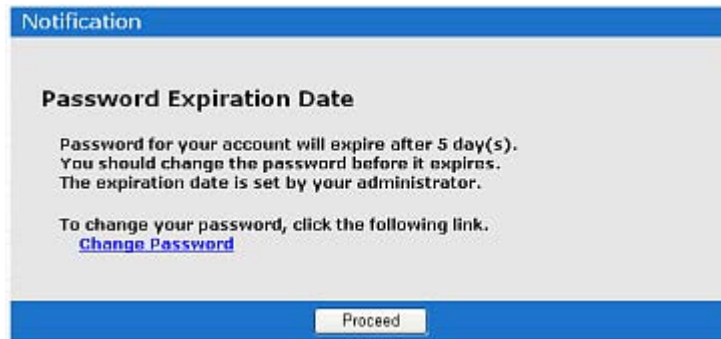 Notification
Password Expiration Date
Password for your account will expire after 5 day(s).
You should change the password before it expires.
The expiration date is set by your administrator.
To change your password, click the following link.
Change Password
Proceed